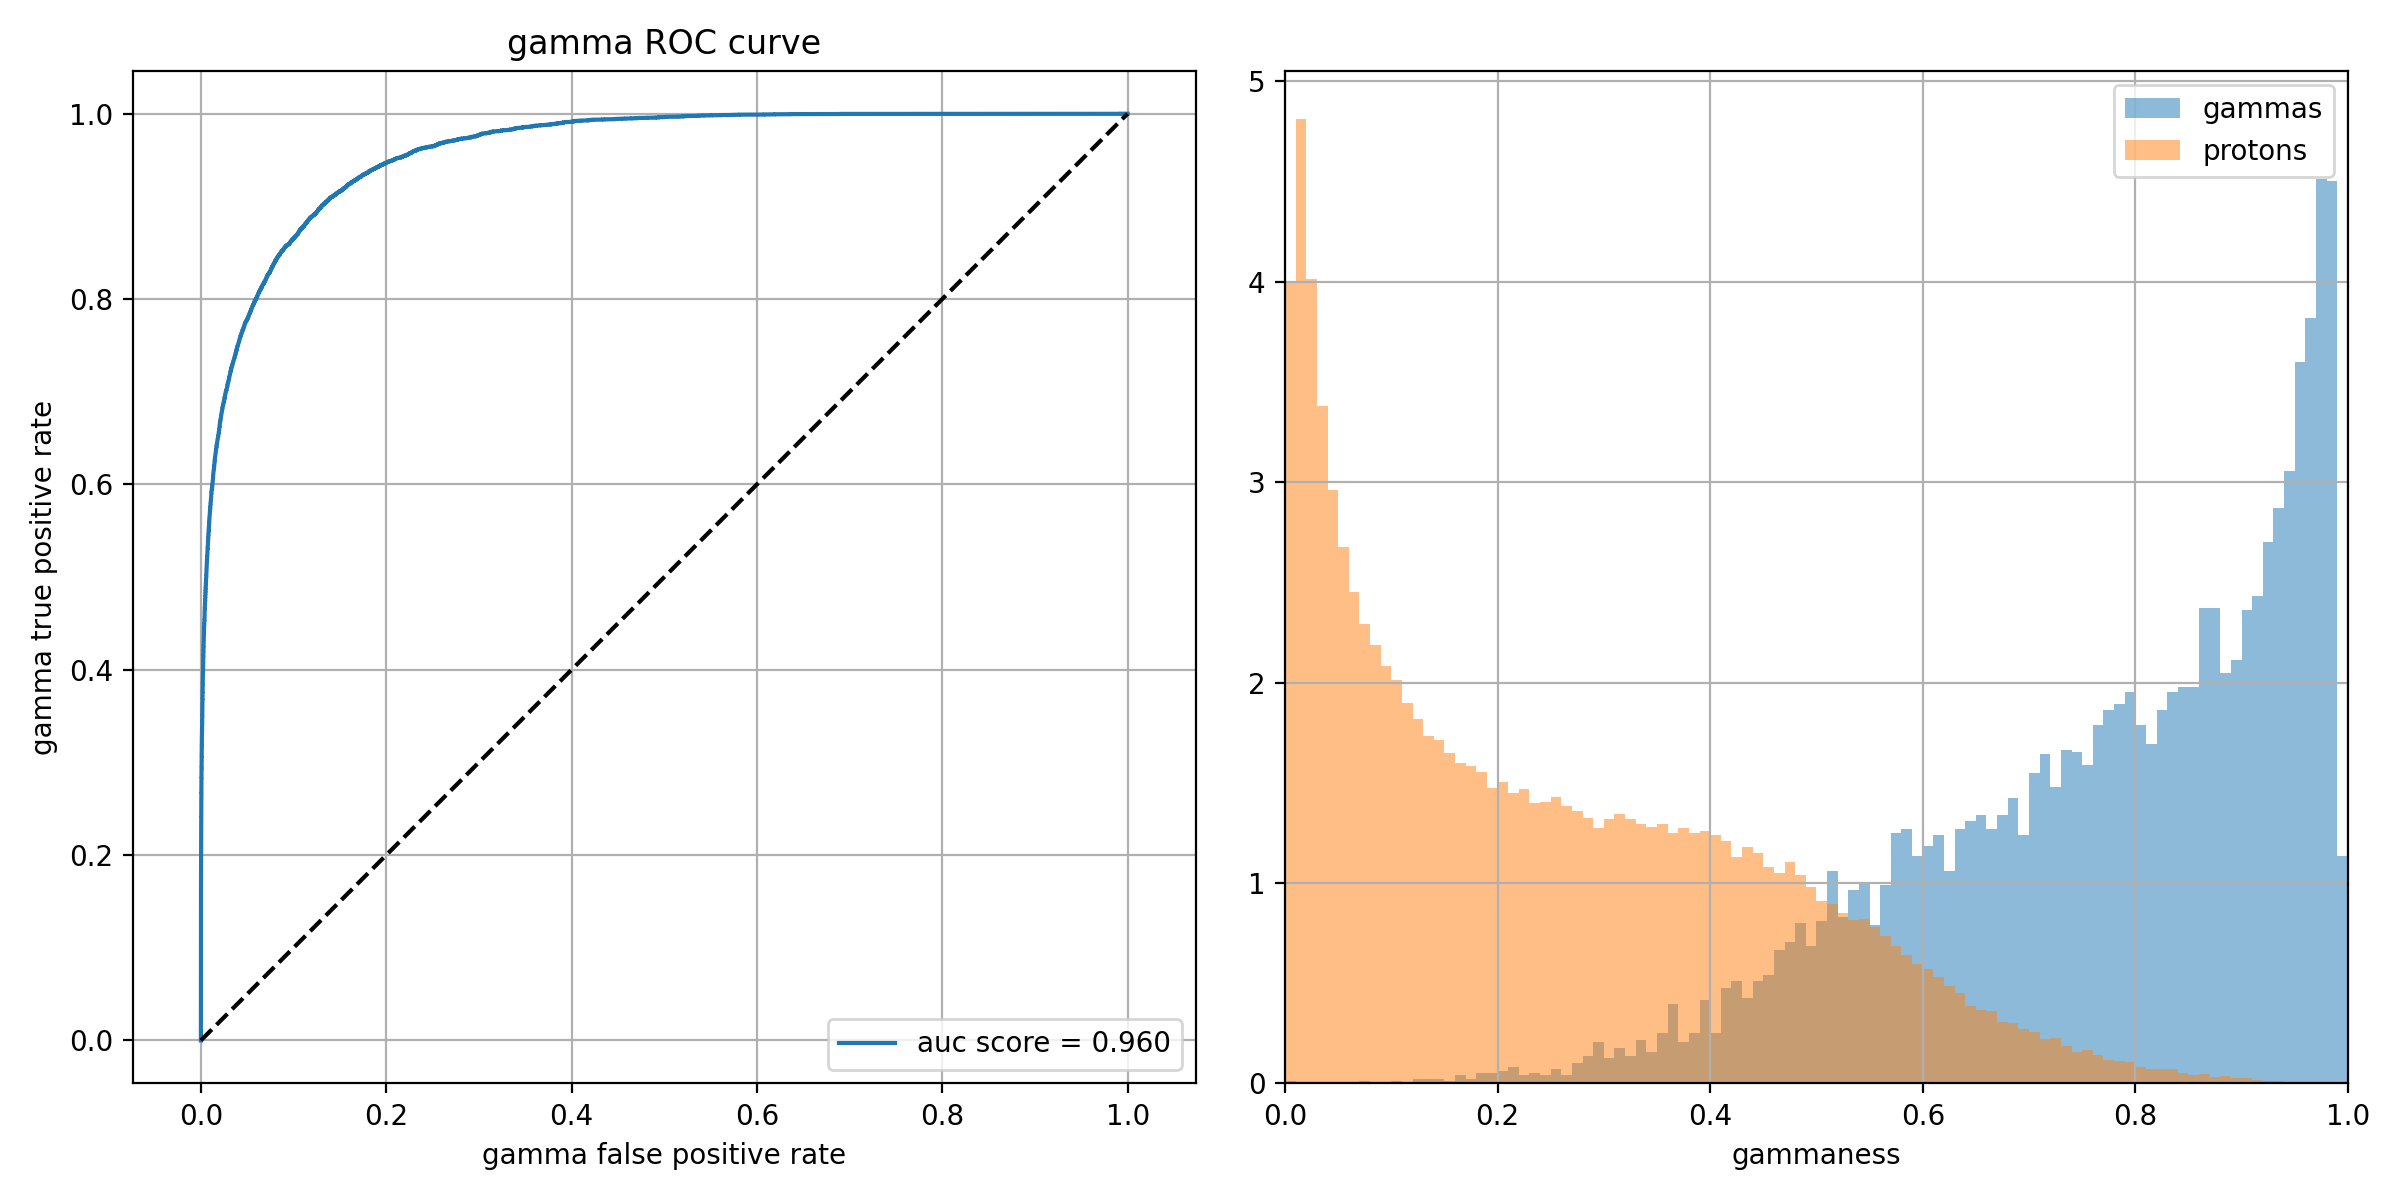 gamma ROC curve
gamma true positive rate
1.0
0.8
0.6
0.4
0.2
0.0
auc score = 0.960
0.0 0.2 0.4 0.6 0.8 1.0
gamma false positive rate
5
4
3
2
1
0
gammas
protons
0.0 0.2 0.4 0.6 0.8 1.0
gammaness